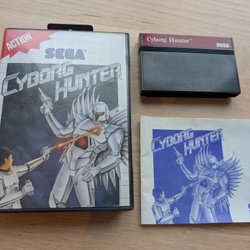 ACTION
SEGA
CYBORG
HUNTER
Cyborg Hunter
SEGA
CYBORG
HUNTER